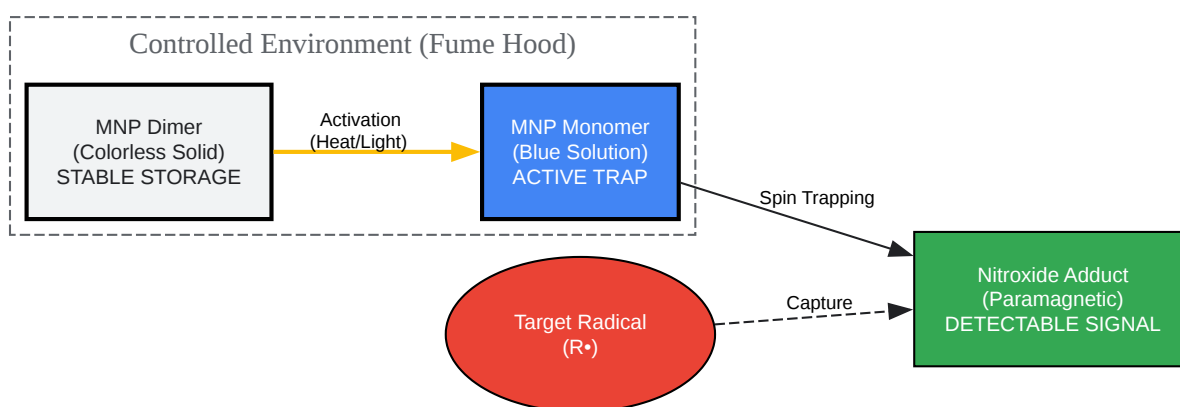 Controlled Environment (Fume Hood)
MNP Dimer
(Colorless Solid)
STABLE STORAGE
Activation
(Heat/Light)
MNP Monomer
(Blue Solution)
ACTIVE TRAP
Spin Trapping
Target Radical
(R•)
Capture
Nitroxide Adduct
(Paramagnetic)
DETECTABLE SIGNAL